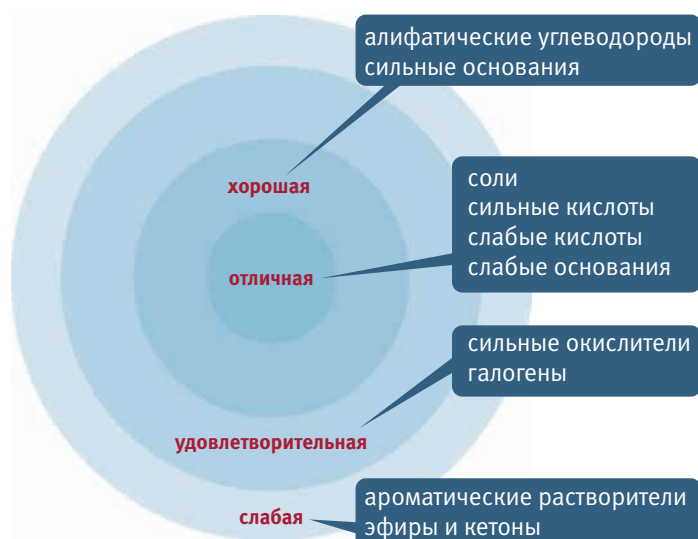 алифатические углеводороды
сильные основания
хорошая
соли
сильные кислоты
слабые кислоты
слабые основания
отличная
сильные окислители
галогены
удовлетворительная
ароматические растворители
эфиры и кетоны
слабая